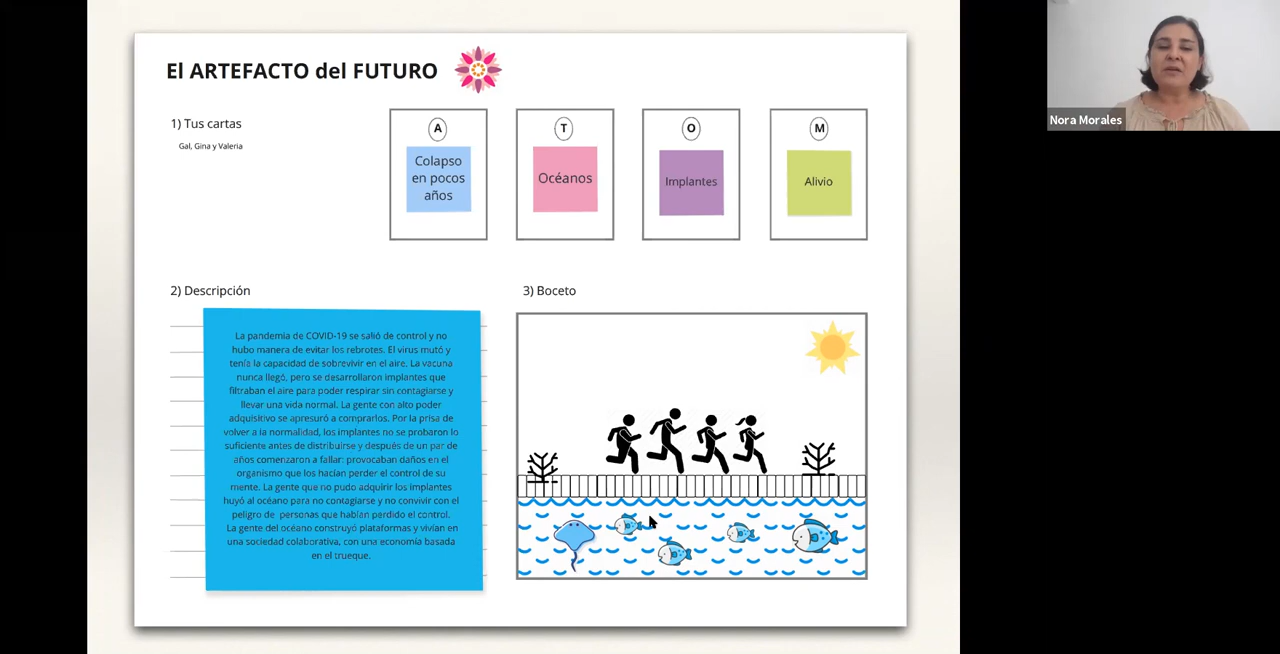 El ARTEFACTO del FUTURO
1) Tus cartas
Gal, Gina y Valeria
A
Colapso
en pocos
años
T
Océanos
O
Implantes
M
Alivio
2) Descripción
La pandemia de COVID-19 se salió de control y no
hubo manera de evitar los rebrotes. El virus mutó y
tenía la capacidad de sobrevivir en el aire. La vacuna
nunca llegó, pero se desarrollaron implantes que
filtraban el aire para poder respirar sin contagiarse y
llevar una vida normal. La gente con alto poder
adquisitivo se apresuró a comprarlos. Por la prisa de
volver a la normalidad, los implantes no se probaron lo
suficiente antes de distribuirse y después de un par de
años comenzaron a fallar: provocaban daños en el
organismo que los hacían perder el control de su
mente. La gente que no pudo adquirir los implantes
huyó al océano para no contagiarse y no convivir con el
peligro de personas que habían perdido el control.
La gente del océano construyó plataformas y vivían en
una sociedad colaborativa, con una economía basada
en el trueque.
3) Boceto
Nora Morales